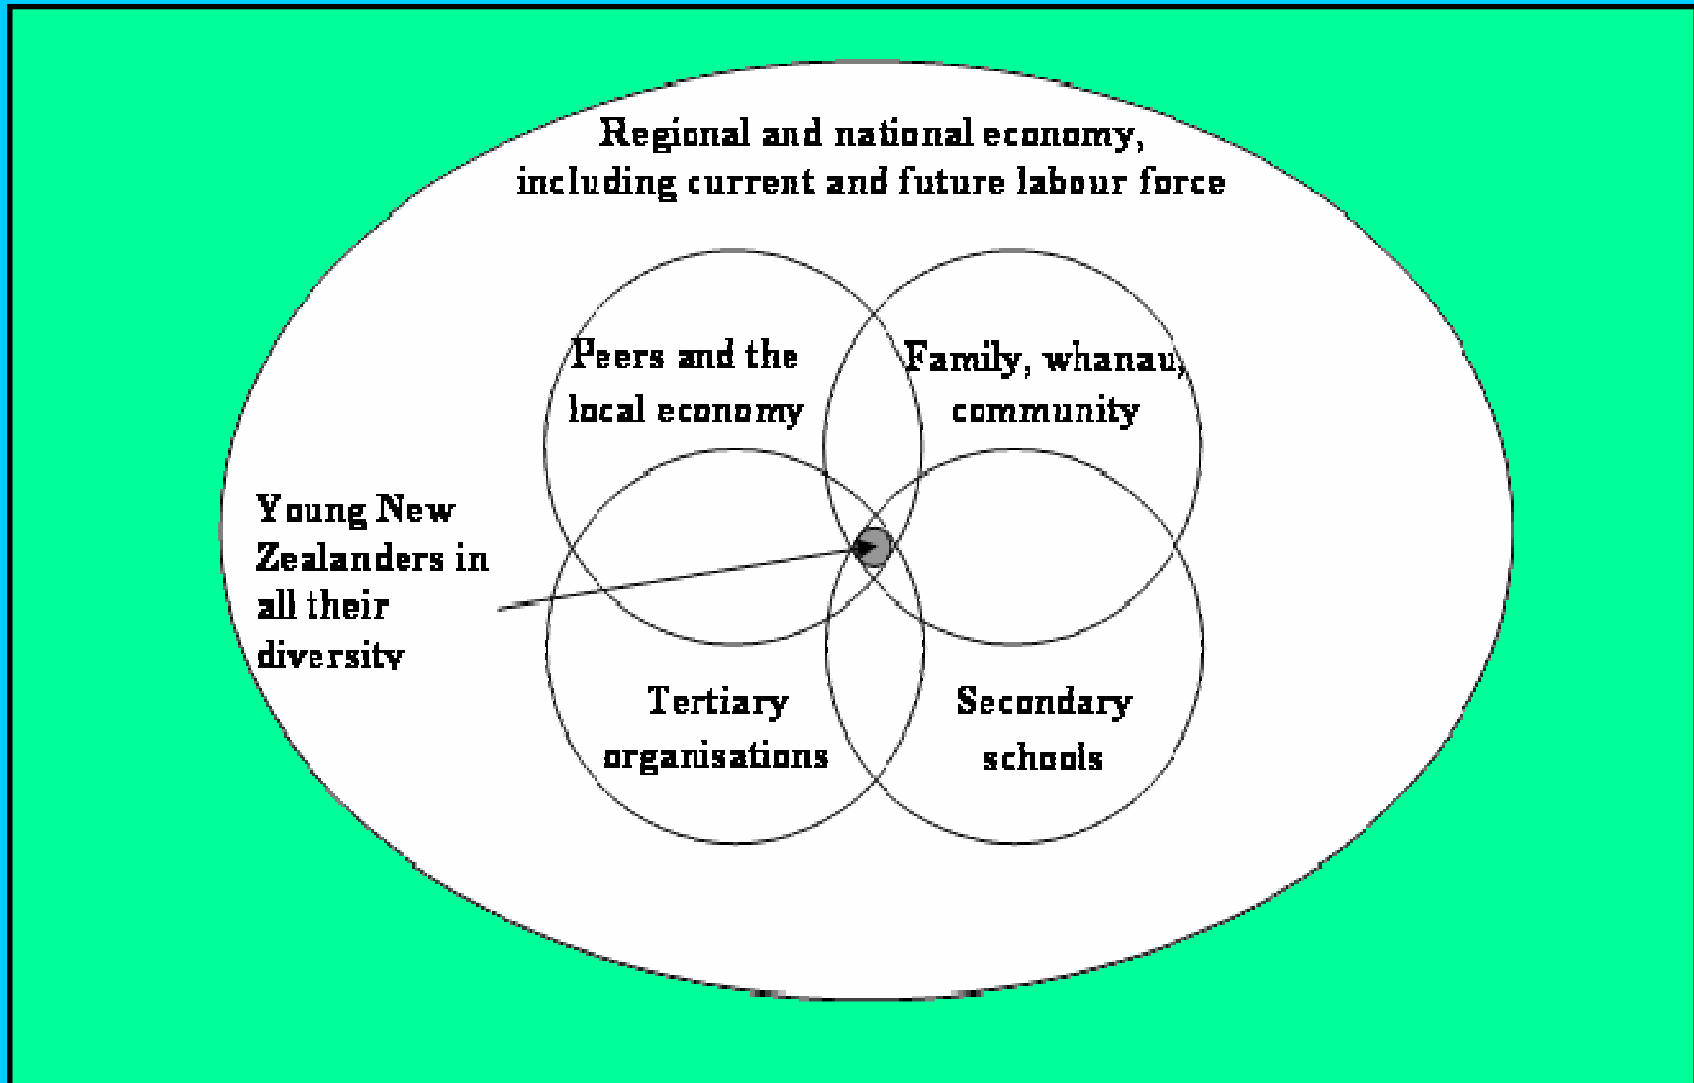 Regional and national economy,
including current and future labour force
Peers and the
local economy
Family, whanau,
community
Young New
Zealanders in
all their
diversity
Tertiary
organisations
Secondary
schools